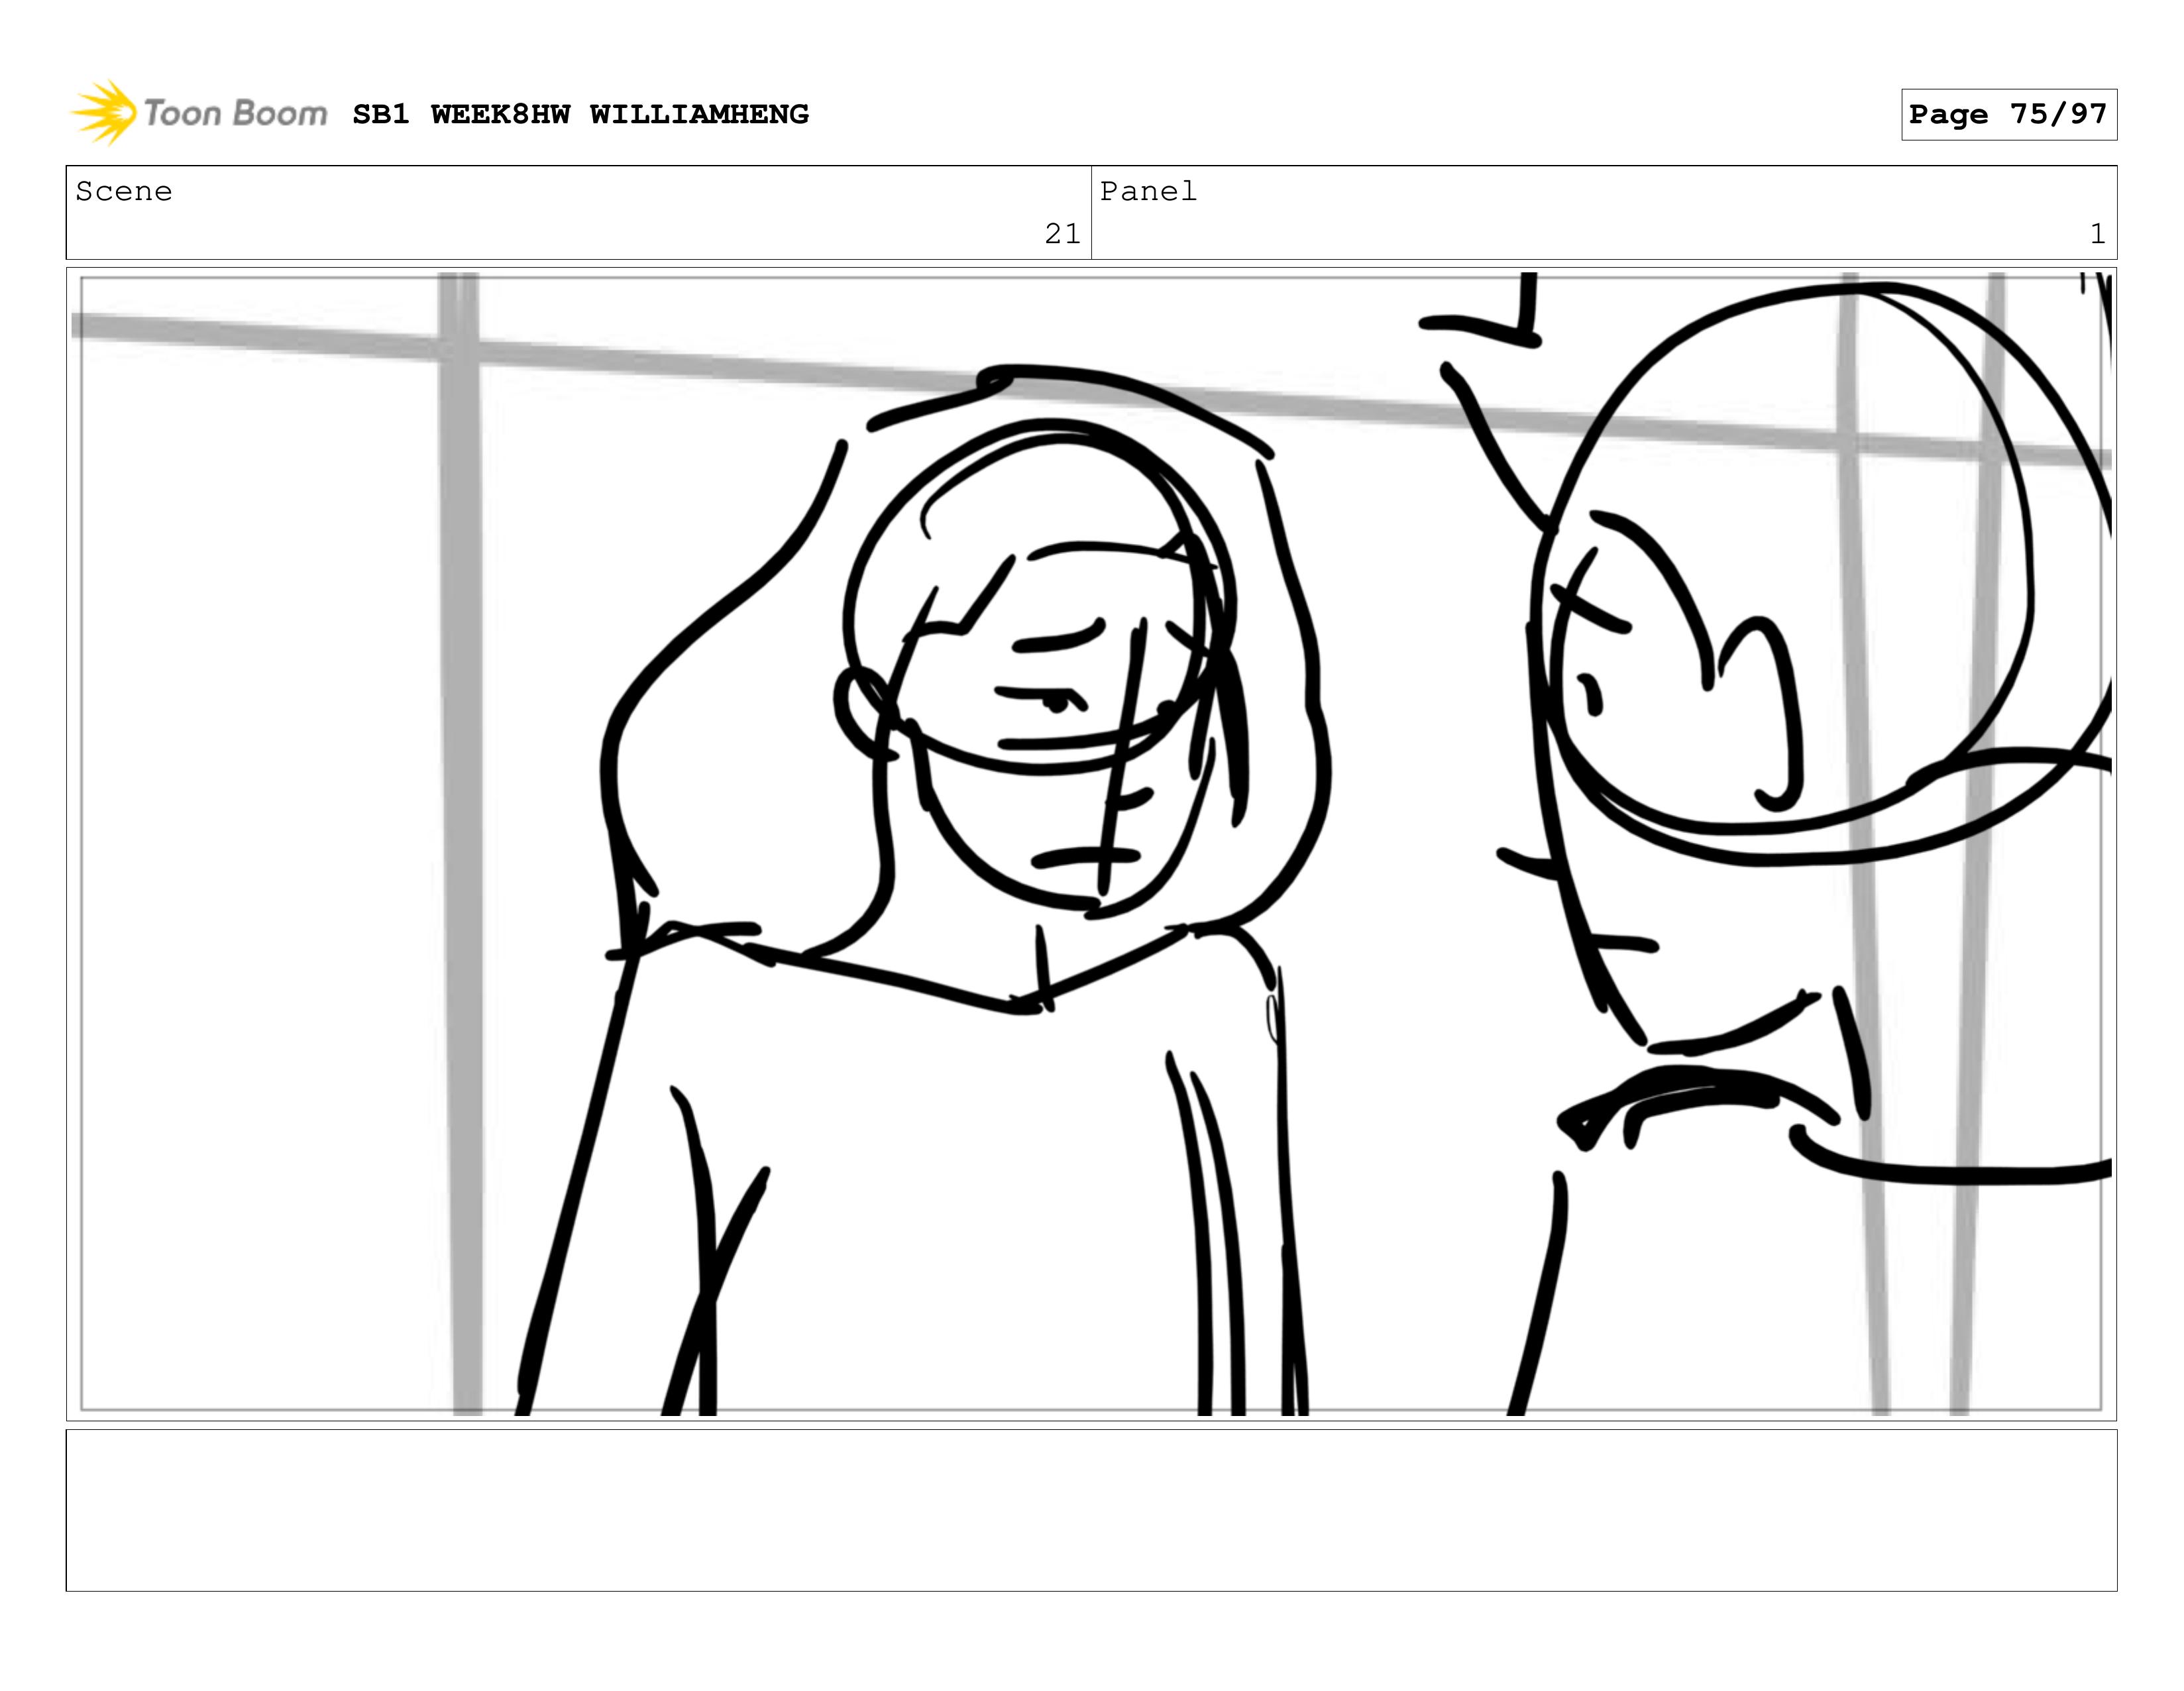 Toon Boom SB1 WEEK8HW WILLIAMHENG
Page 75/97
Scene
21
Panel
1